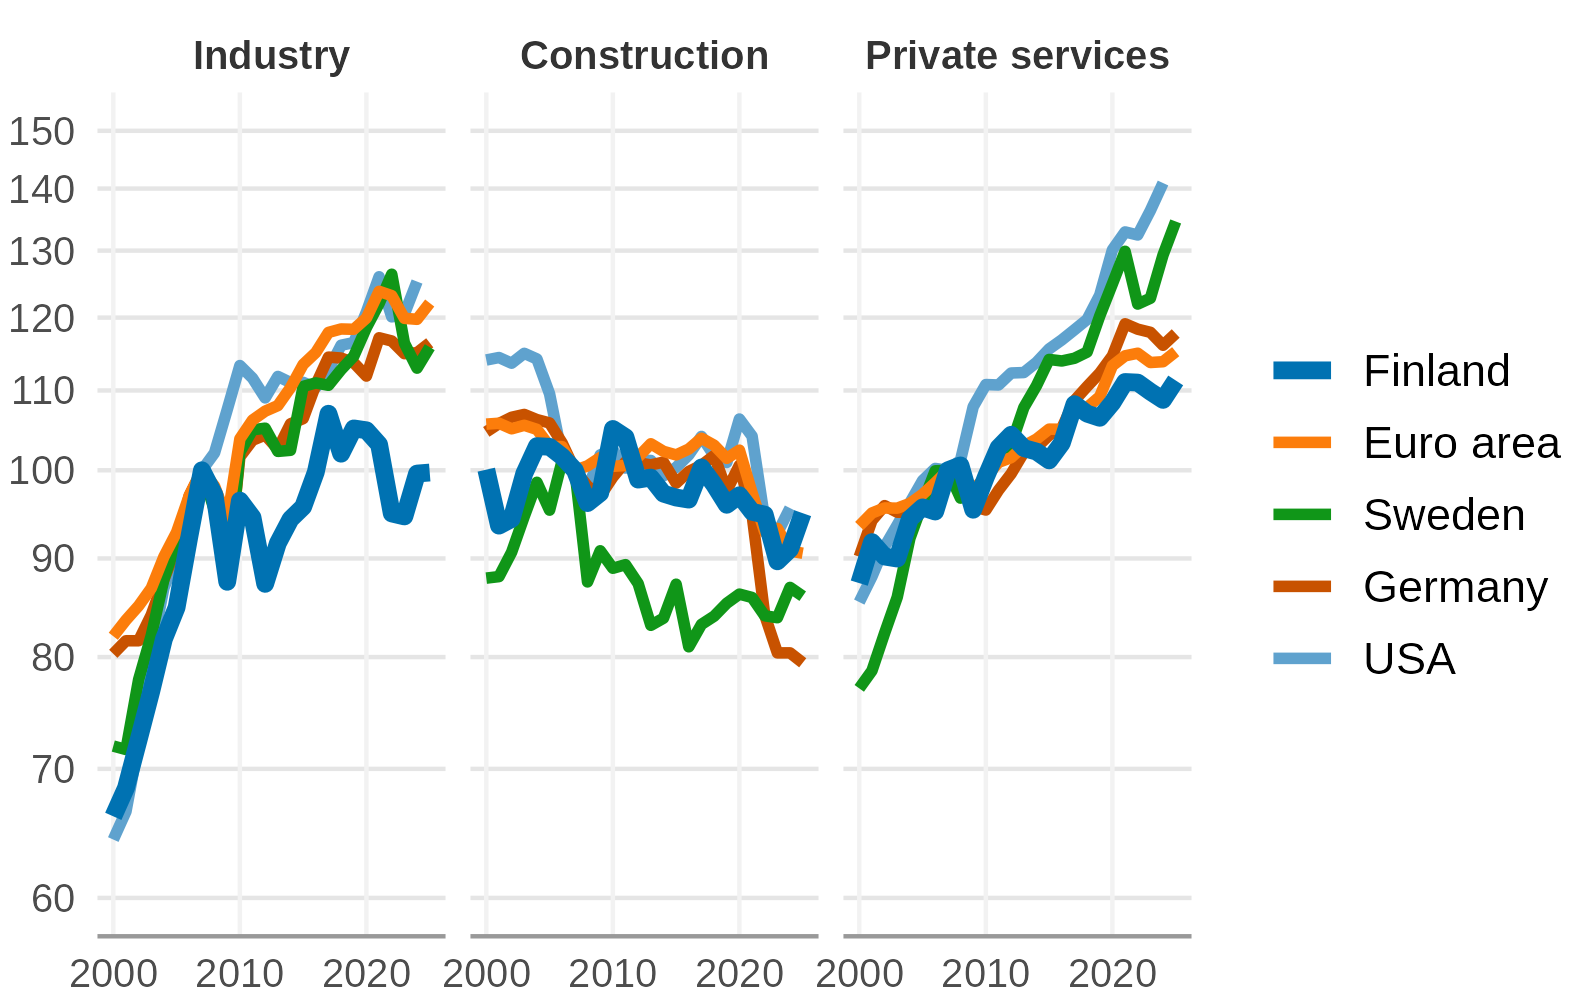 Industry Construction Private services
150
140
130
120
110
100
90
80
70
60
2000 2010 2020 2000 2010 2020 2000 2010 2020
Finland
Euro area
Sweden
Germany
USA